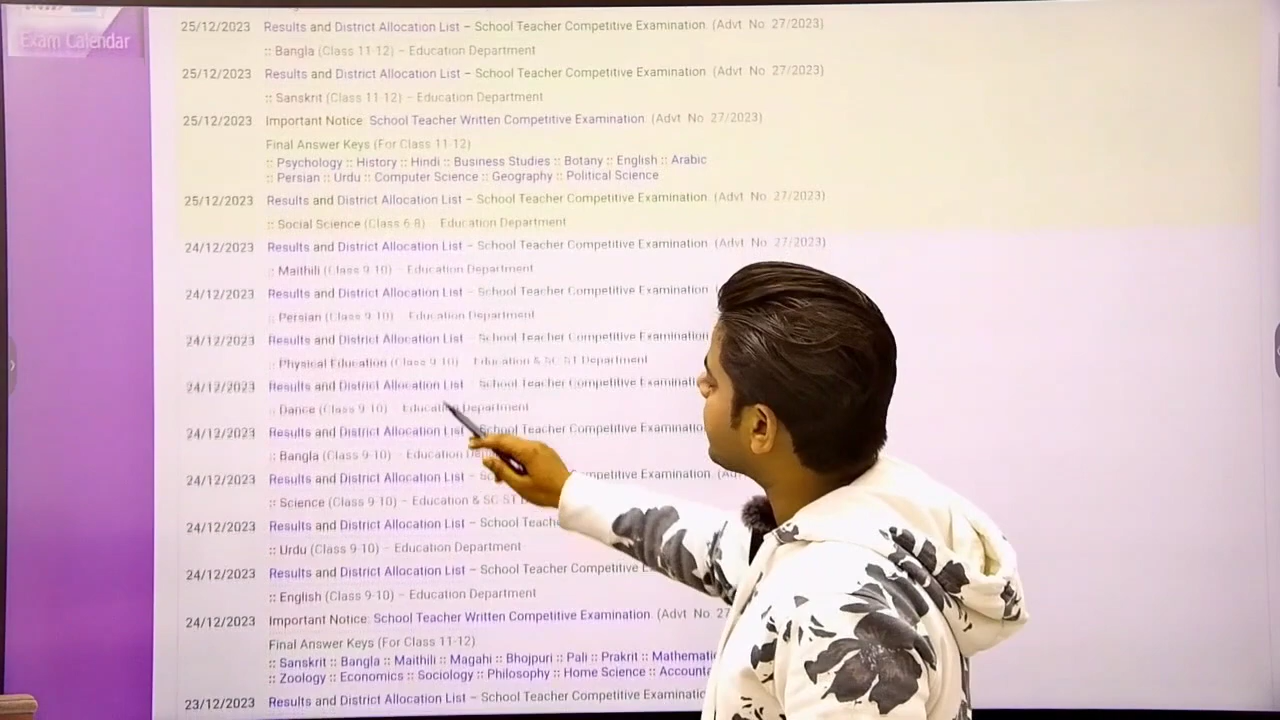 Exam Calendar
25/12/2023 Results and District Allocation List – School Teacher Competitive Examination. (Advt. No. 27/2023)
:: Bangla (Class 11-12) – Education Department
25/12/2023 Results and District Allocation List – School Teacher Competitive Examination. (Advt. No. 27/2023)
:: Sanskrit (Class 11-12) – Education Department
25/12/2023 Important Notice: School Teacher Written Competitive Examination. (Advt. No. 27/2023)
Final Answer Keys (For Class 11-12)
:: Psychology :: History :: Hindi :: Business Studies :: Botany :: English :: Arabic
:: Persian :: Urdu :: Computer Science :: Geography :: Political Science
25/12/2023 Results and District Allocation List – School Teacher Competitive Examination. (Advt. No. 27/2023)
:: Social Science (Class 6-8) – Education Department
24/12/2023 Results and District Allocation List – School Teacher Competitive Examination. (Advt. No. 27/2023)
:: Maithili (Class 9-10) – Education Department
24/12/2023 Results and District Allocation List – School Teacher Competitive Examination.
:: Persian (Class 9-10) – Education Department
24/12/2023 Results and District Allocation List – School Teacher Competitive Examination
:: Physical Education (Class 9-10) – Education & SC-ST Department
24/12/2023 Results and District Allocation List – School Teacher Competitive
:: Dance (Class 9-10) – Education Department
24/12/2023 Results and District Allocation List – School Teacher Competitive
:: Bangla (Class 9-10) – Education
24/12/2023 Results and District Allocation List – Examination.
:: Science (Class 9-10) – Education & SC-ST
24/12/2023 Results and District Allocation List – School
:: Urdu (Class 9-10) – Education Department
24/12/2023 Results and District Allocation List – School Teacher Competitive
:: English (Class 9-10) – Education Department
24/12/2023 Important Notice: School Teacher Written Competitive Examination. (Advt. No. 27
Final Answer Keys (For Class 11-12)
:: Sanskrit :: Bangla :: Maithili :: Magahi :: Bhojpuri :: Pali :: Prakrit ::
:: Zoology :: Economics :: Sociology :: Philosophy :: Home Science ::
23/12/2023 Results and District Allocation List – School Teacher Competitive